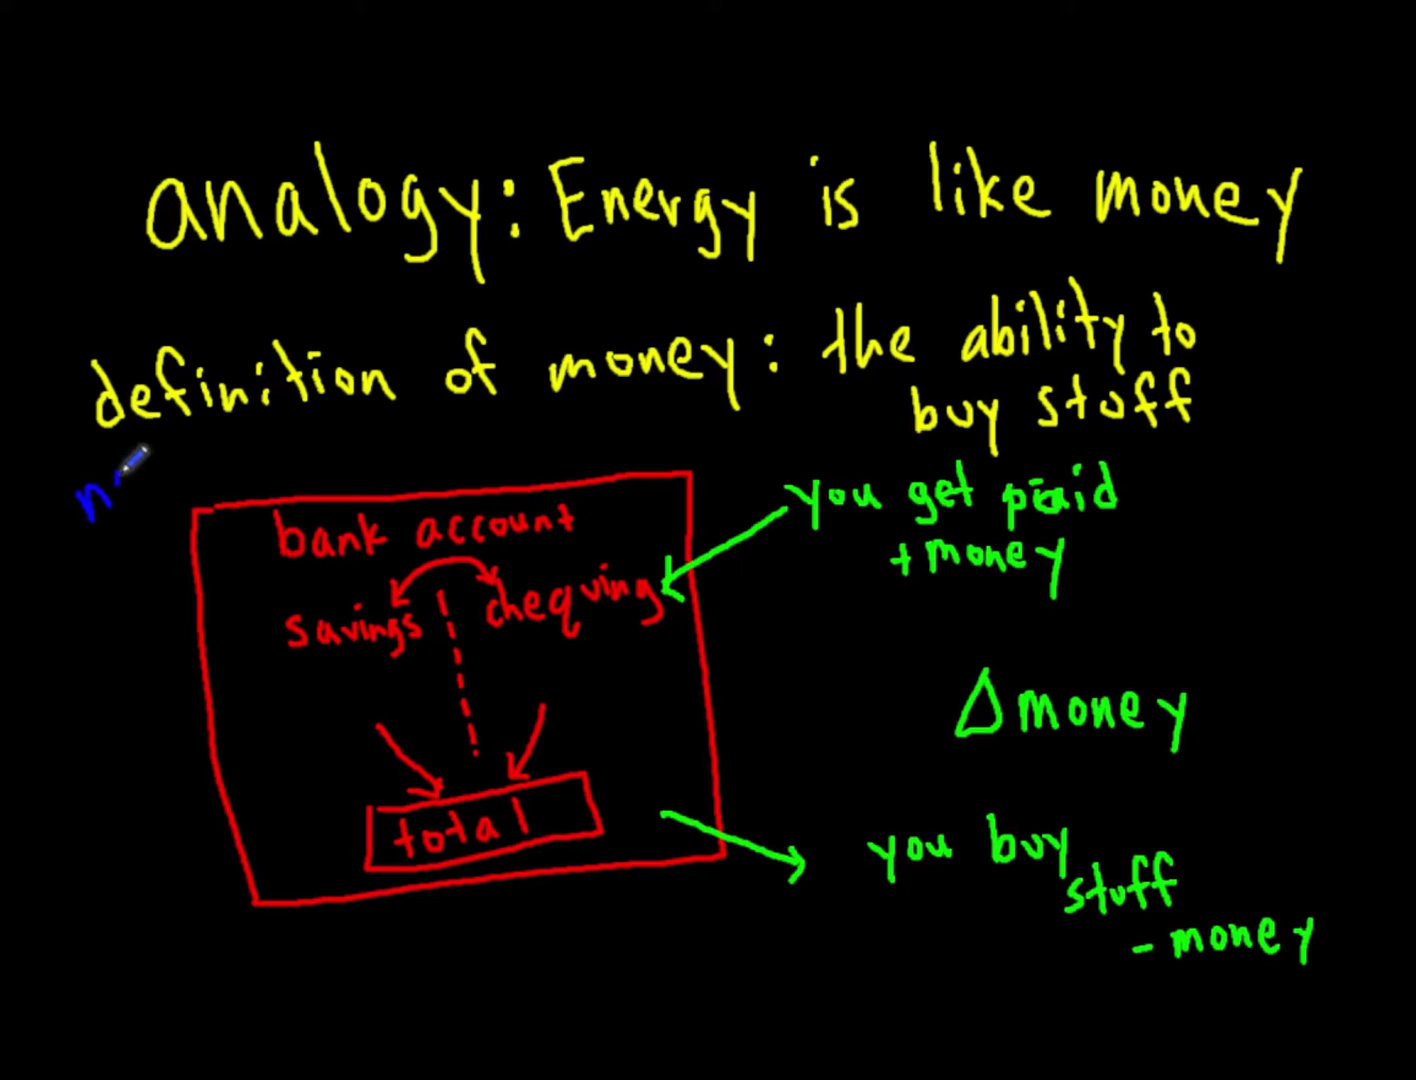 analogy: Energy is like money
definition of money: the ability to
buy stuff
n
bank account
savings
chequing
total
you get paid
+ money
Δ money
you buy
stuff
- money